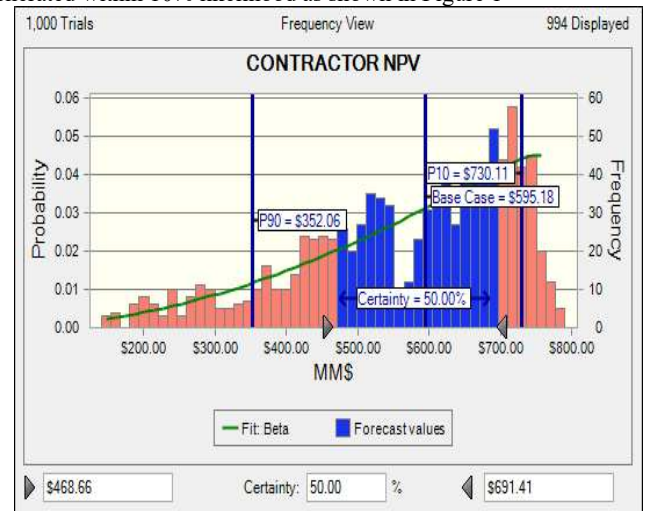 1,000 Trials Frequency View 994 Displayed
CONTRACTOR NPV
0.06 60
0.05 50
P10 = $730.11
0.04 40
Base Case = $595.18
P90 = $352.06
0.03 30
0.02 20
0.01 10
Certainty = 50.00%
0.00 0
Probability
Frequency
$200.00 $300.00 $400.00 $500.00 $600.00 $700.00 $800.00
MM$
Fit: Beta Forecast values
$468.66 Certainty: 50.00 % $691.41